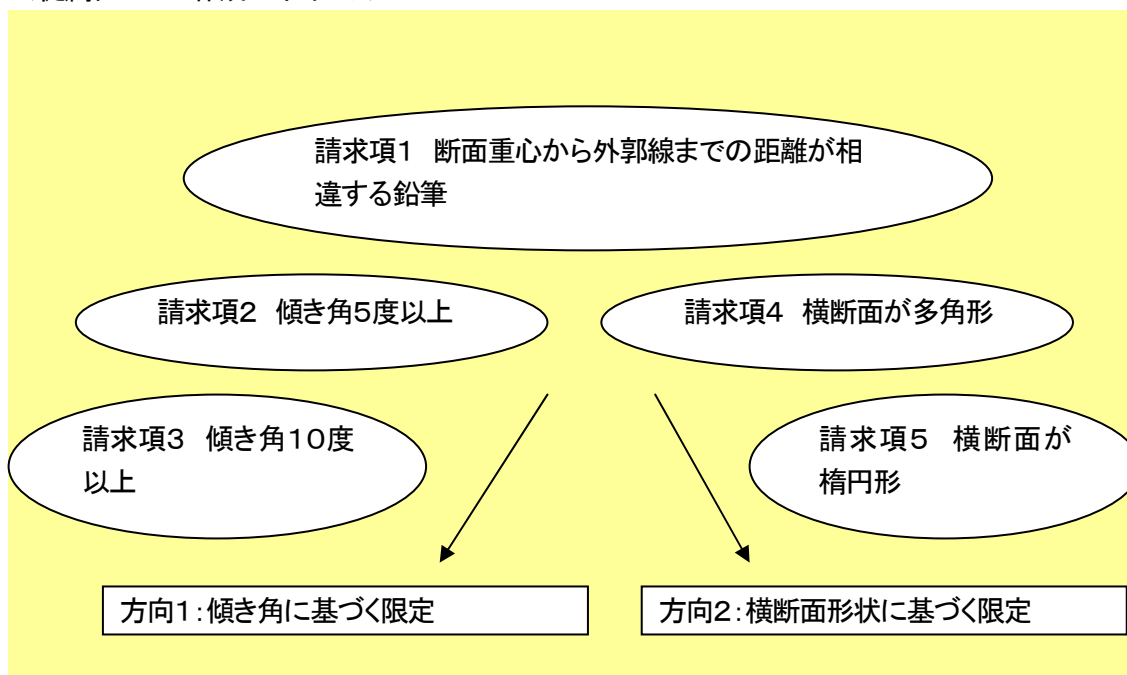 請求項1　断面重心から外郭線までの距離が相
違する鉛筆
請求項2　傾き角5度以上
請求項4　横断面が多角形
請求項3　傾き角10度
以上
請求項5　横断面が
楕円形
方向1：傾き角に基づく限定
方向2：横断面形状に基づく限定